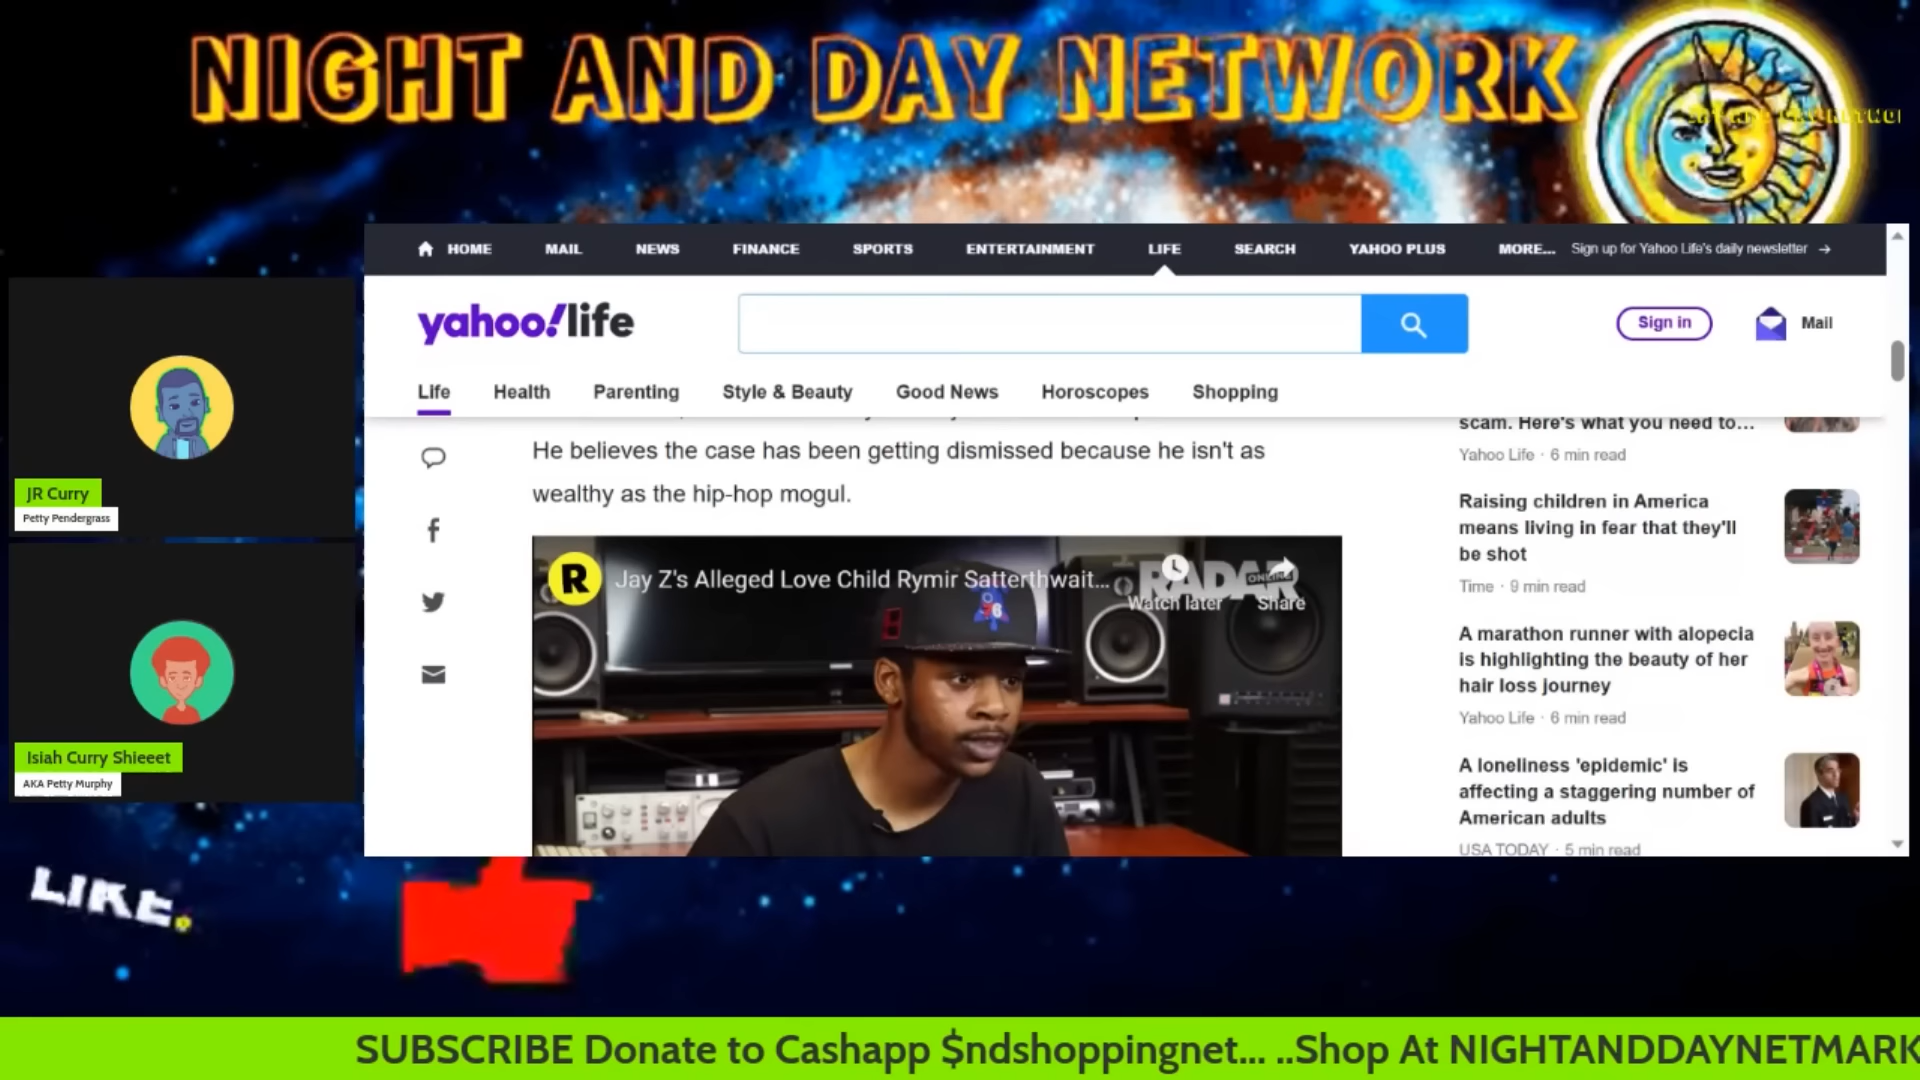 NIGHT AND DAY NETWORK
HOME MAIL NEWS FINANCE SPORTS ENTERTAINMENT LIFE SEARCH YAHOO PLUS MORE... Sign up for Yahoo Life's daily newsletter →
yahoo!life
Sign in
Mail
Life Health Parenting Style & Beauty Good News Horoscopes Shopping
He believes the case has been getting dismissed because he isn't as
wealthy as the hip-hop mogul.
R
Jay Z's Alleged Love Child Rymir Satterthwait...
RADAR
ONLINE
Watch later
Share
76
scam. Here's what you need to...
Yahoo Life · 6 min read
Raising children in America
means living in fear that they'll
be shot
Time · 9 min read
A marathon runner with alopecia
is highlighting the beauty of her
hair loss journey
Yahoo Life · 6 min read
A loneliness 'epidemic' is
affecting a staggering number of
American adults
USA TODAY · 5 min read
JR Curry
Petty Pendergrass
Isiah Curry Shieeet
AKA Petty Murphy
LIKE.
SUBSCRIBE Donate to Cashapp $ndshoppingnet... ..Shop At NIGHTANDDAYNETMARK